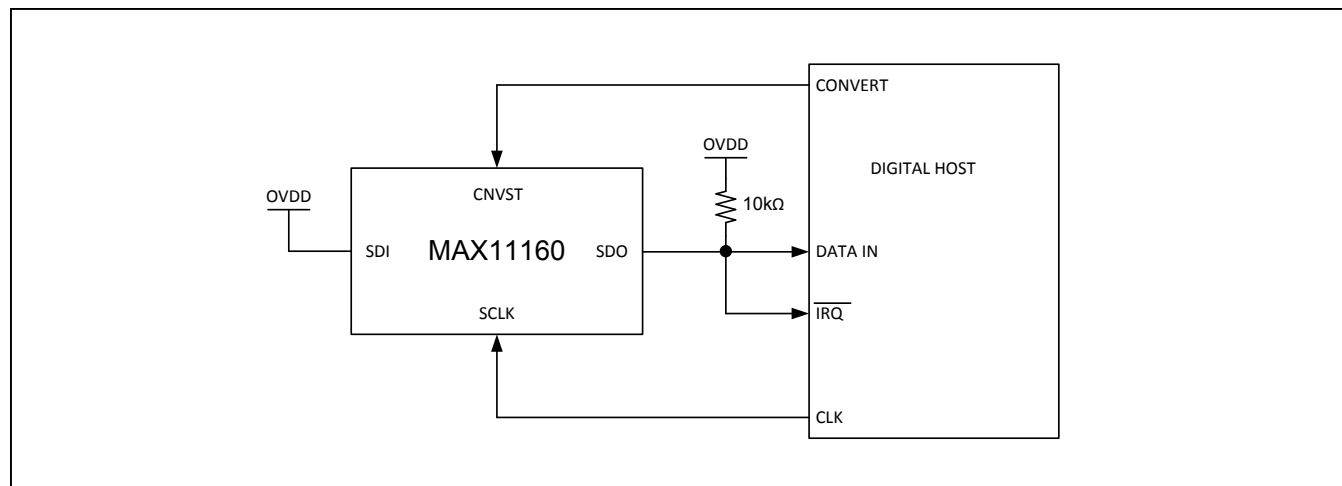 CONVERT
OVDD
DIGITAL HOST
OVDD
CNVST
10kΩ
SDI
MAX11160
SDO
DATA IN
SCLK
IRQ
CLK